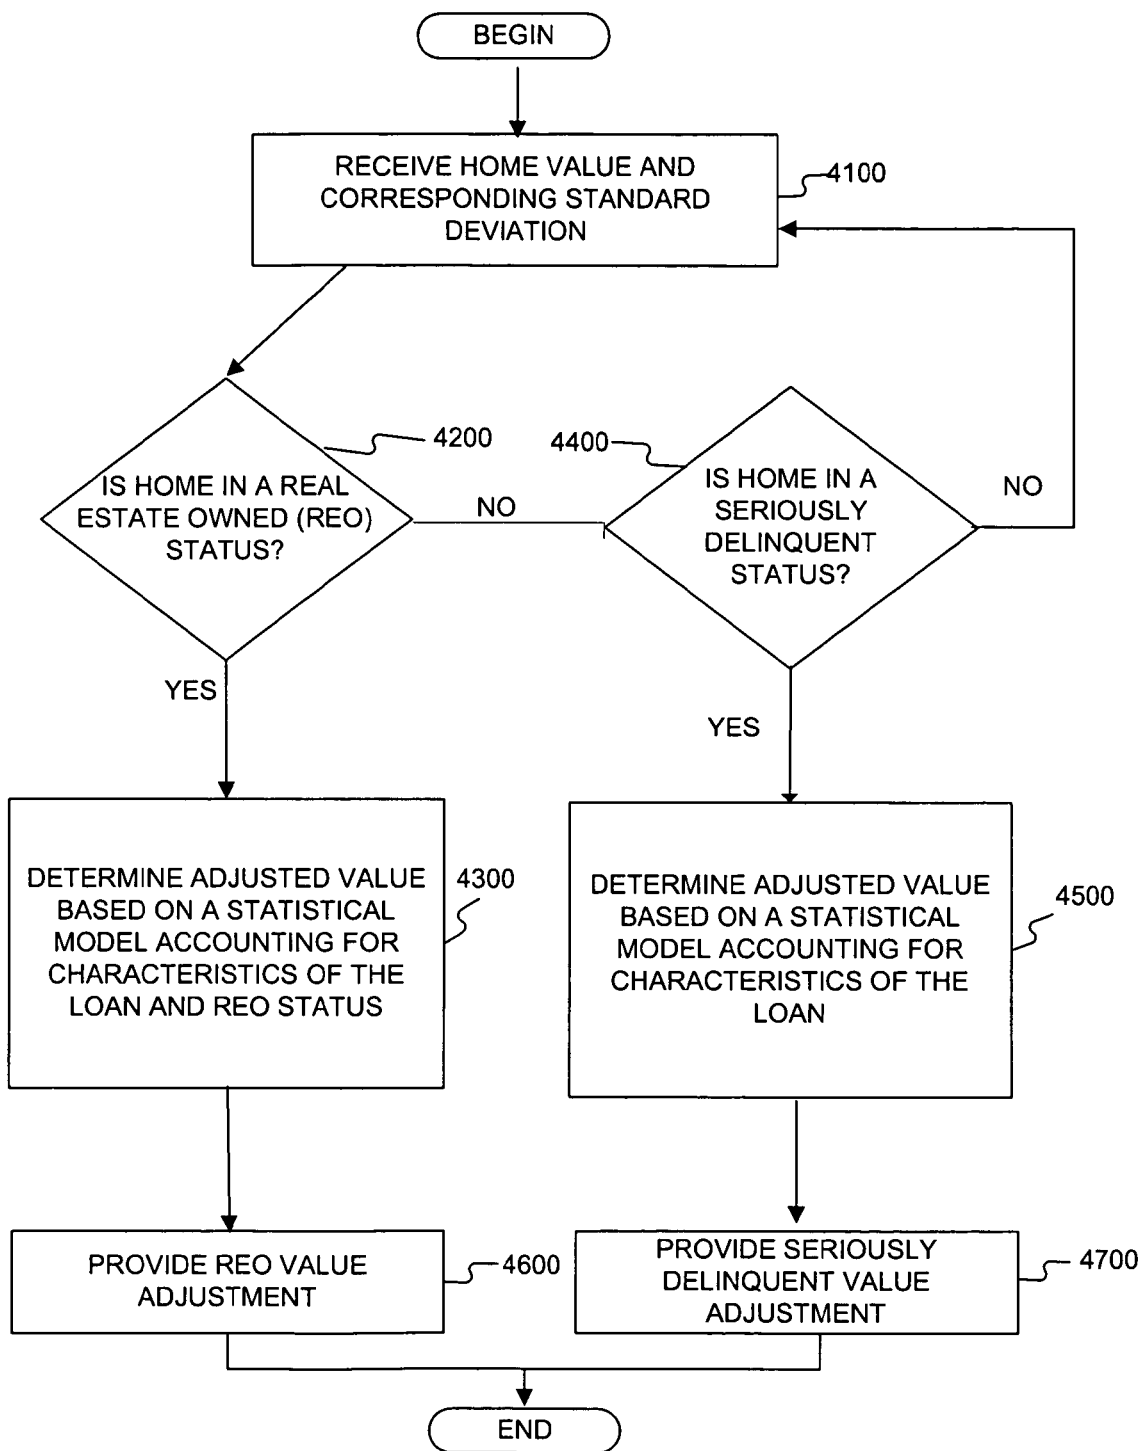 BEGIN
RECEIVE HOME VALUE AND
CORRESPONDING STANDARD
DEVIATION
4100
4200
IS HOME IN A REAL
ESTATE OWNED (REO)
STATUS?
NO
4400
IS HOME IN A
SERIOUSLY
DELINQUENT
STATUS?
NO
YES
YES
DETERMINE ADJUSTED VALUE
BASED ON A STATISTICAL
MODEL ACCOUNTING FOR
CHARACTERISTICS OF THE
LOAN AND REO STATUS
4300
DETERMINE ADJUSTED VALUE
BASED ON A STATISTICAL
MODEL ACCOUNTING FOR
CHARACTERISTICS OF THE
LOAN
4500
PROVIDE REO VALUE
ADJUSTMENT
4600
PROVIDE SERIOUSLY
DELINQUENT VALUE
ADJUSTMENT
4700
END